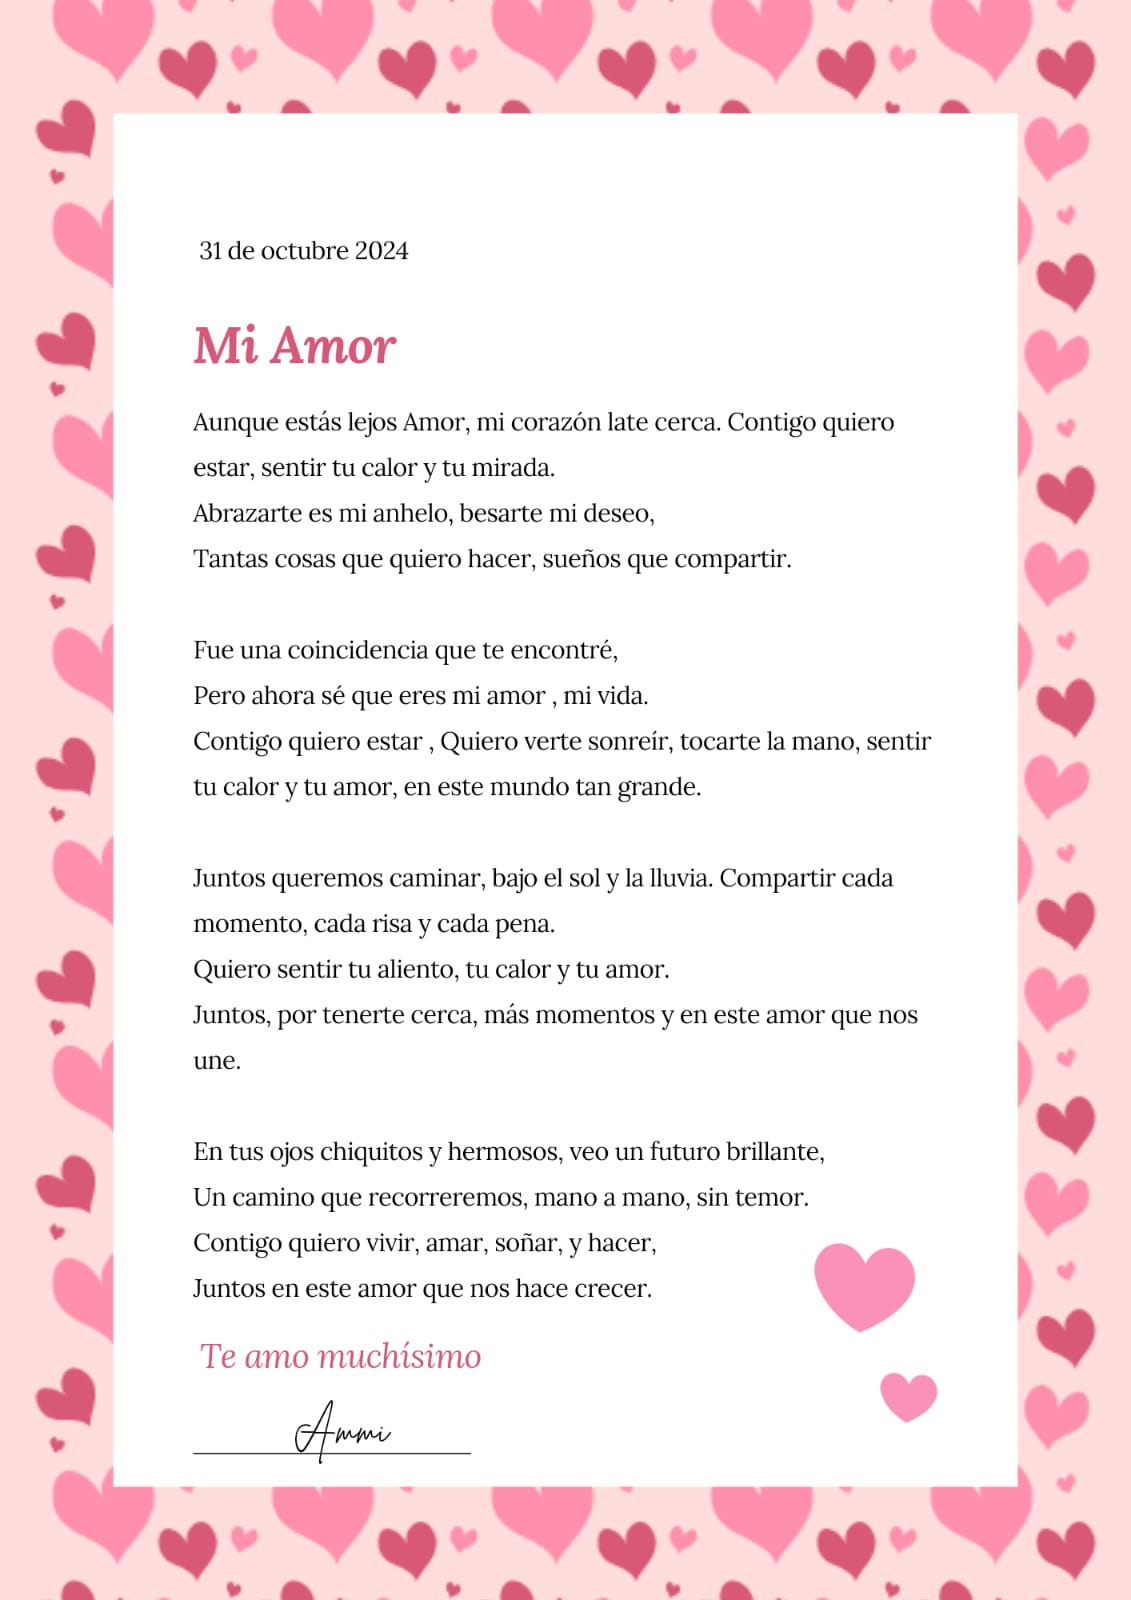 31 de octubre 2024
Mi Amor
Aunque estás lejos Amor, mi corazón late cerca. Contigo quiero
estar, sentir tu calor y tu mirada.
Abrazarte es mi anhelo, besarte mi deseo,
Tantas cosas que quiero hacer, sueños que compartir.
Fue una coincidencia que te encontré,
Pero ahora sé que eres mi amor , mi vida.
Contigo quiero estar , Quiero verte sonreír, tocarte la mano, sentir
tu calor y tu amor, en este mundo tan grande.
Juntos queremos caminar, bajo el sol y la lluvia. Compartir cada
momento, cada risa y cada pena.
Quiero sentir tu aliento, tu calor y tu amor.
Juntos, por tenerte cerca, más momentos y en este amor que nos
une.
En tus ojos chiquitos y hermosos, veo un futuro brillante,
Un camino que recorreremos, mano a mano, sin temor.
Contigo quiero vivir, amar, soñar, y hacer,
Juntos en este amor que nos hace crecer.
Te amo muchísimo
Ammi